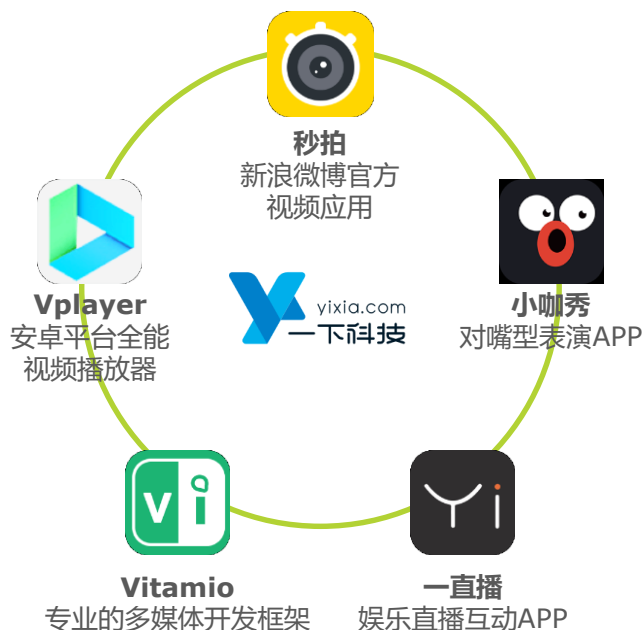 秒拍
新浪微博官方
视频应用
Vplayer
安卓平台全能
视频播放器
yixia.com
一下科技
小咖秀
对嘴型表演APP
Vi
Vitamio
专业的多媒体开发框架
Yi
一直播
娱乐直播互动APP